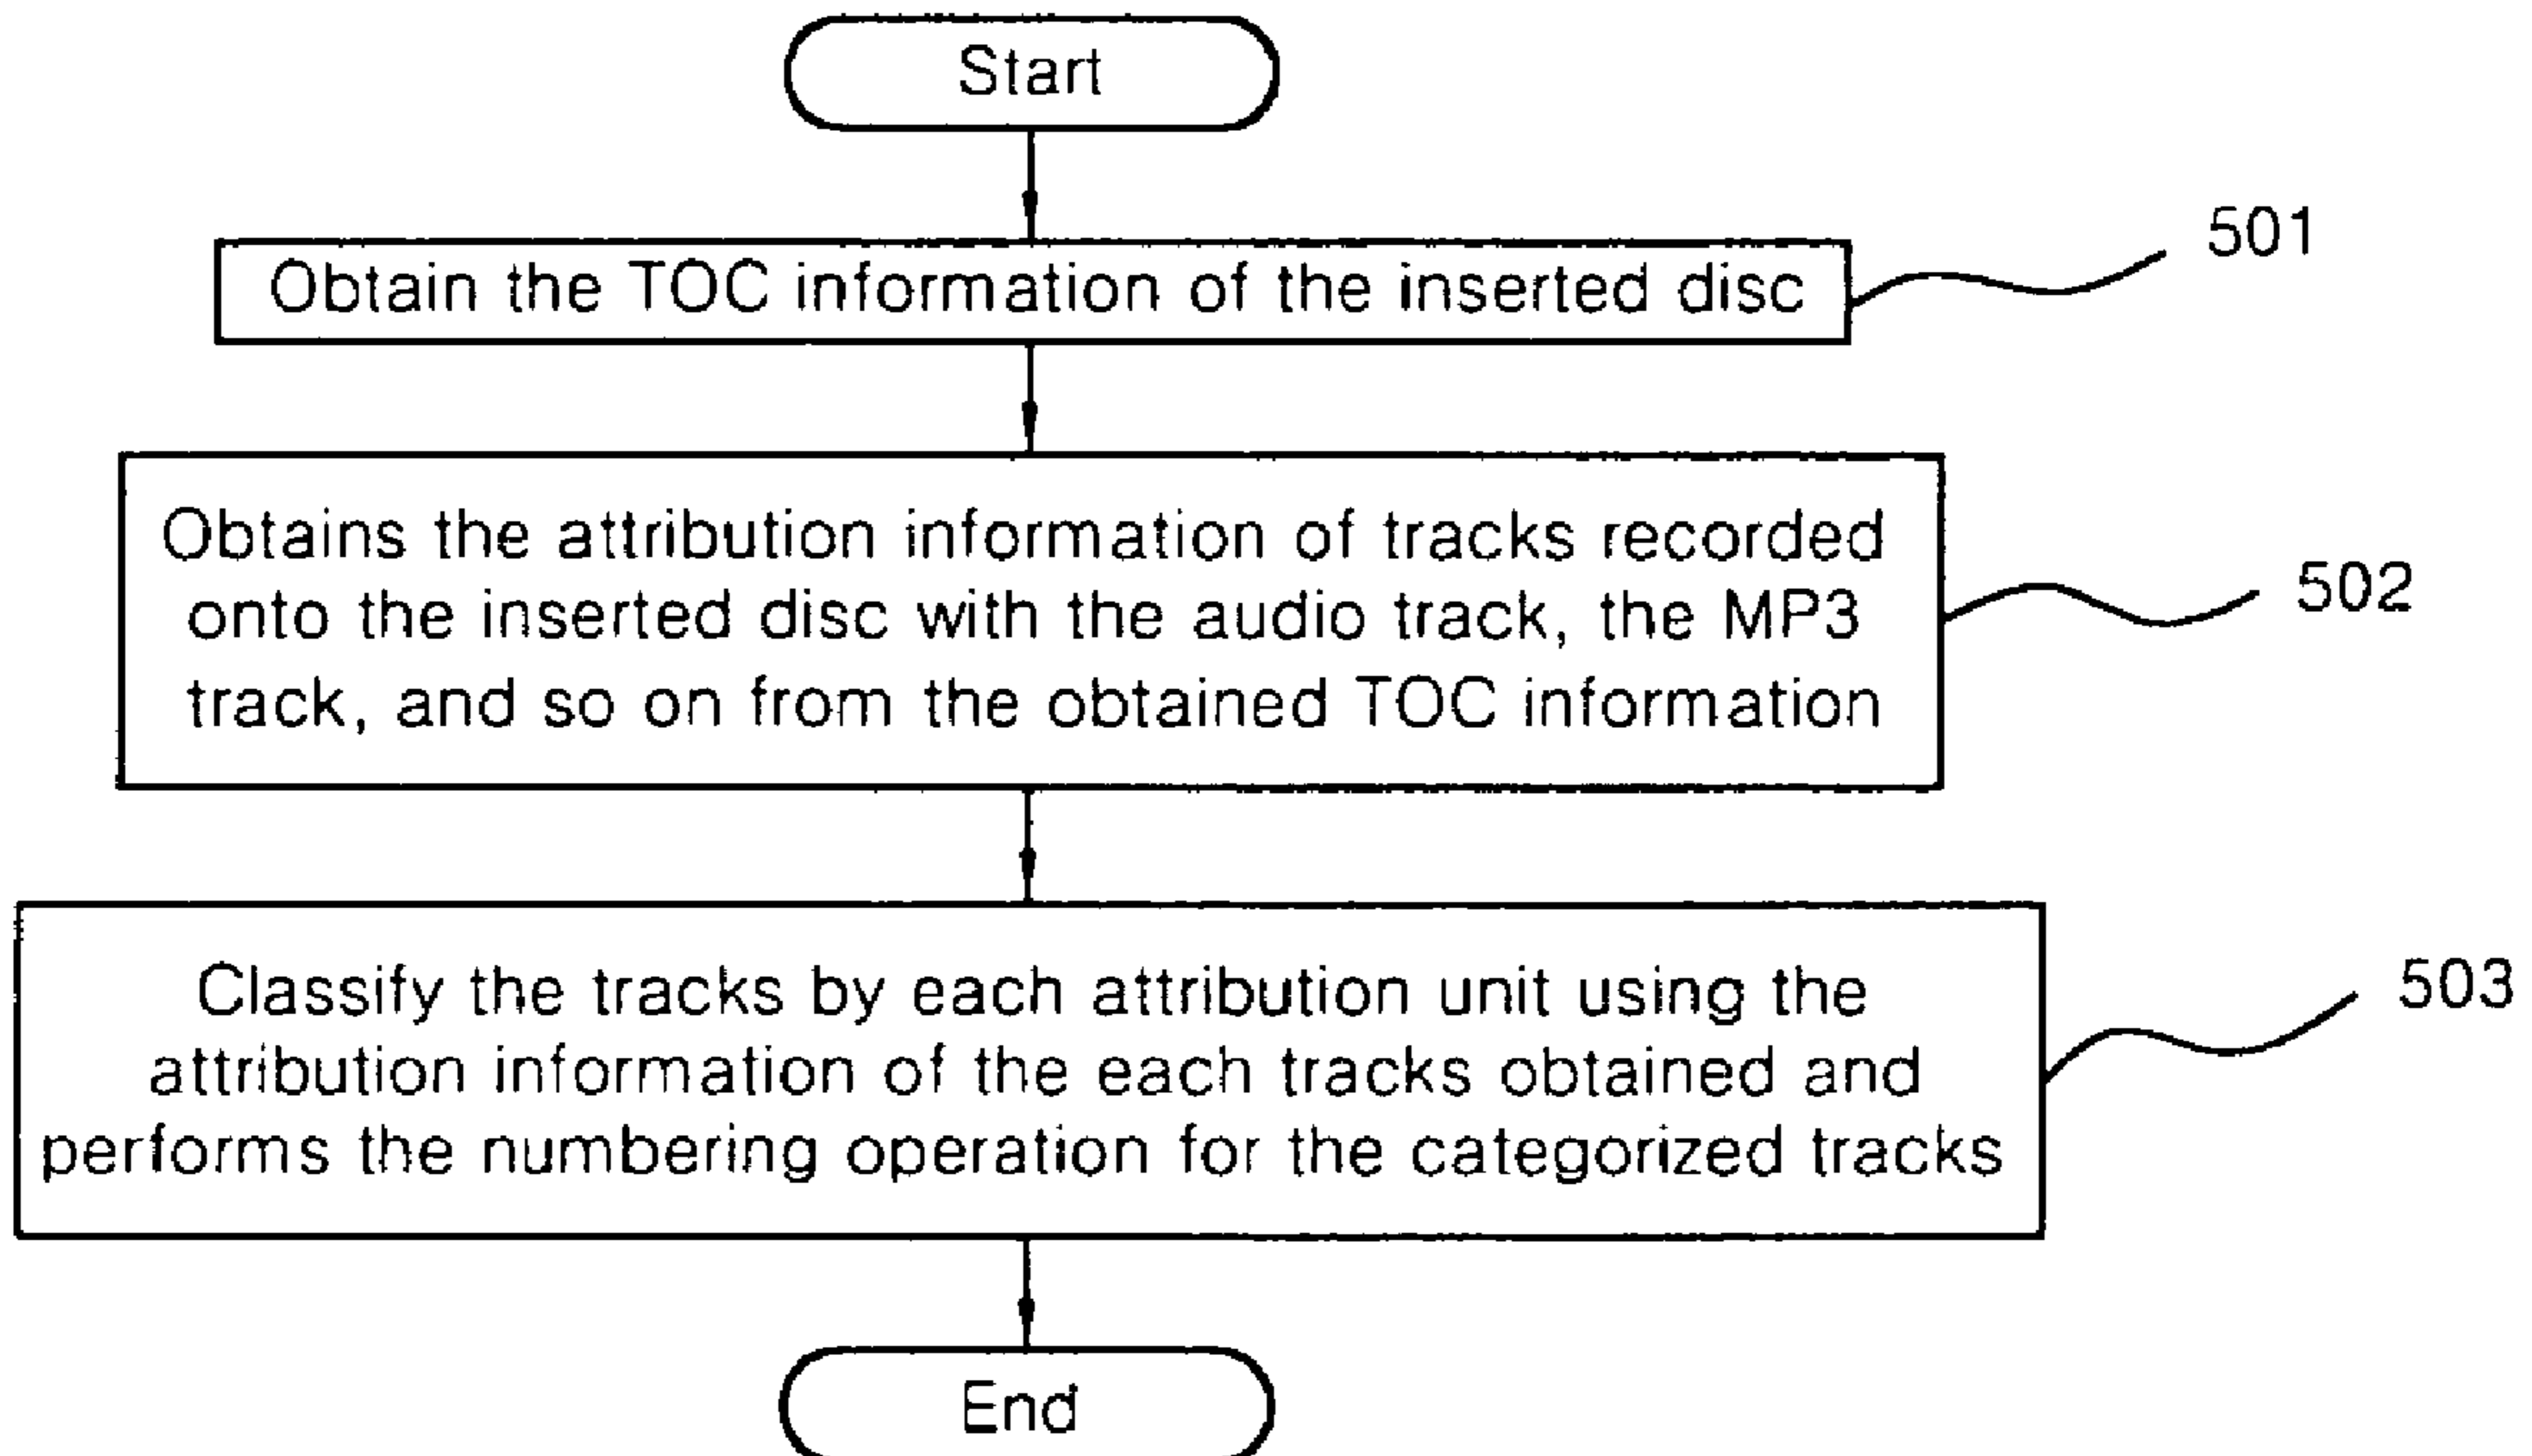 Start
Obtain the TOC information of the inserted disc
501
Obtains the attribution information of tracks recorded
onto the inserted disc with the audio track, the MP3
track, and so on from the obtained TOC information
502
Classify the tracks by each attribution unit using the
attribution information of the each tracks obtained and
performs the numbering operation for the categorized tracks
503
End